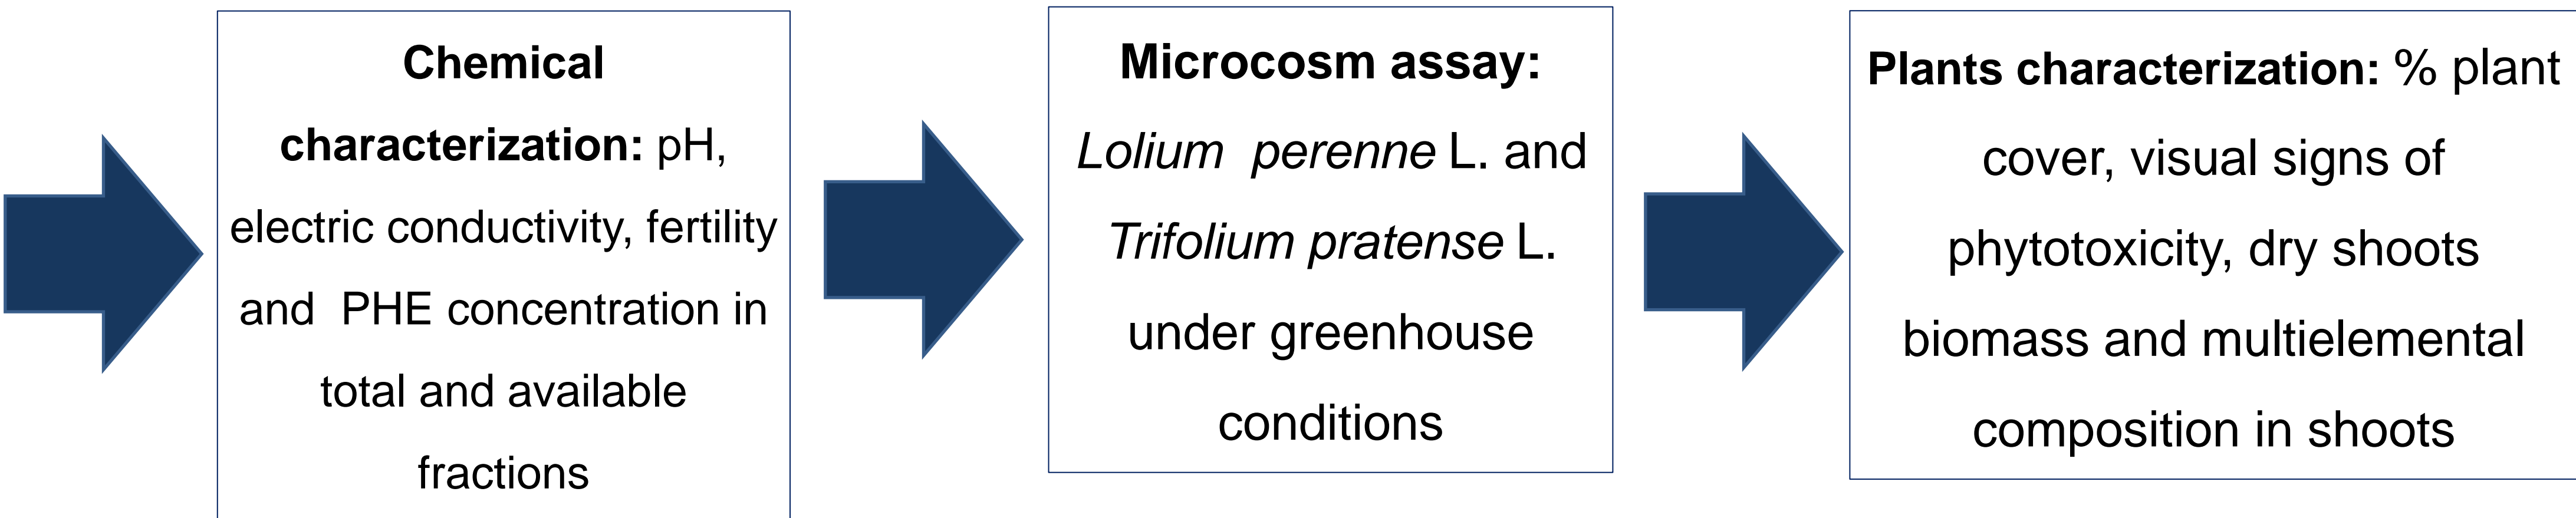 Chemical
characterization: pH,
electric conductivity, fertility
and PHE concentration in
total and available
fractions
Microcosm assay:
Lolium perenne L. and
Trifolium pratense L.
under greenhouse
conditions
Plants characterization: % plant
cover, visual signs of
phytotoxicity, dry shoots
biomass and multielemental
composition in shoots